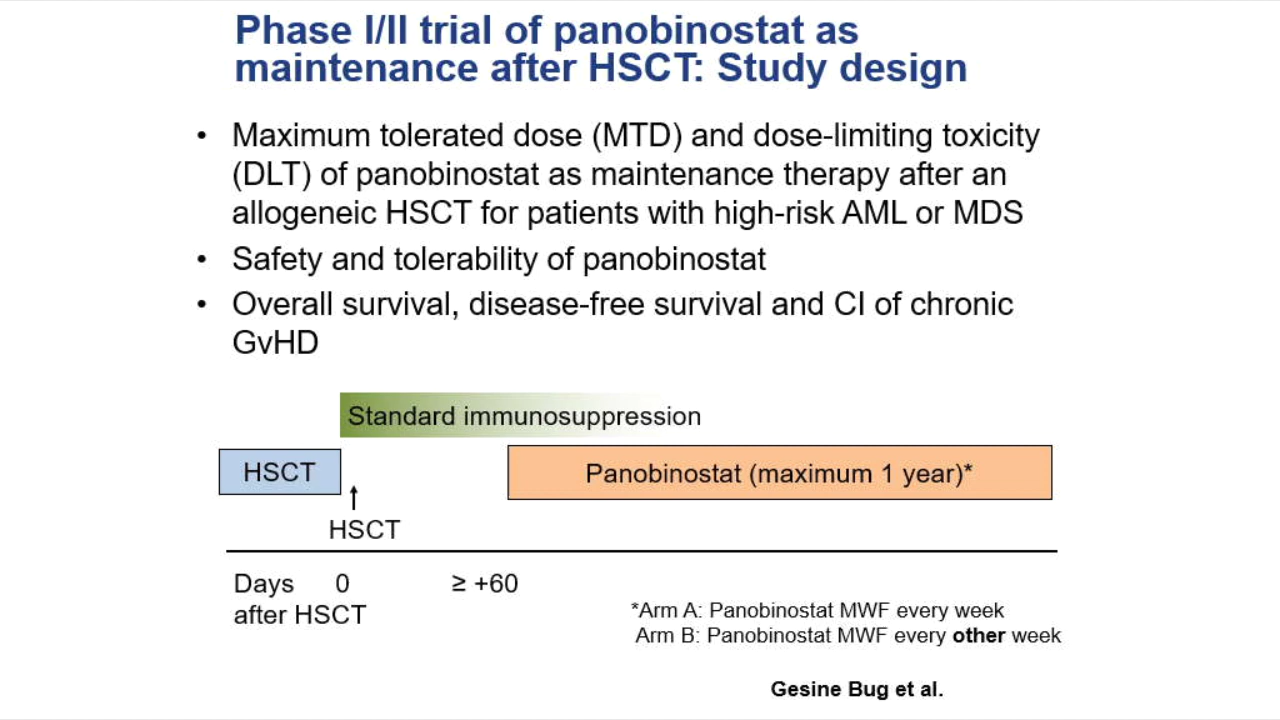 Phase I/II trial of panobinostat as
maintenance after HSCT: Study design
• Maximum tolerated dose (MTD) and dose-limiting toxicity
(DLT) of panobinostat as maintenance therapy after an
allogeneic HSCT for patients with high-risk AML or MDS
• Safety and tolerability of panobinostat
• Overall survival, disease-free survival and CI of chronic
GvHD
Standard immunosuppression
HSCT
Panobinostat (maximum 1 year)*
HSCT
Days 0 ≥ +60
after HSCT
*Arm A: Panobinostat MWF every week
Arm B: Panobinostat MWF every other week
Gesine Bug et al.